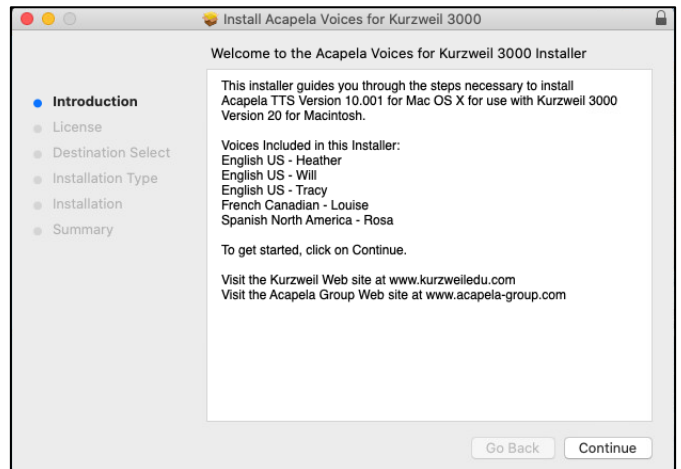 Install Acapela Voices for Kurzweil 3000
Welcome to the Acapela Voices for Kurzweil 3000 Installer
Introduction
License
Destination Select
Installation Type
Installation
Summary
This installer guides you through the steps necessary to install
Acapela TTS Version 10.001 for Mac OS X for use with Kurzweil 3000
Version 20 for Macintosh.
Voices Included in this Installer:
English US - Heather
English US - Will
English US - Tracy
French Canadian - Louise
Spanish North America - Rosa
To get started, click on Continue.
Visit the Kurzweil Web site at www.kurzweiledu.com
Visit the Acapela Group Web site at www.acapela-group.com
Go Back
Continue